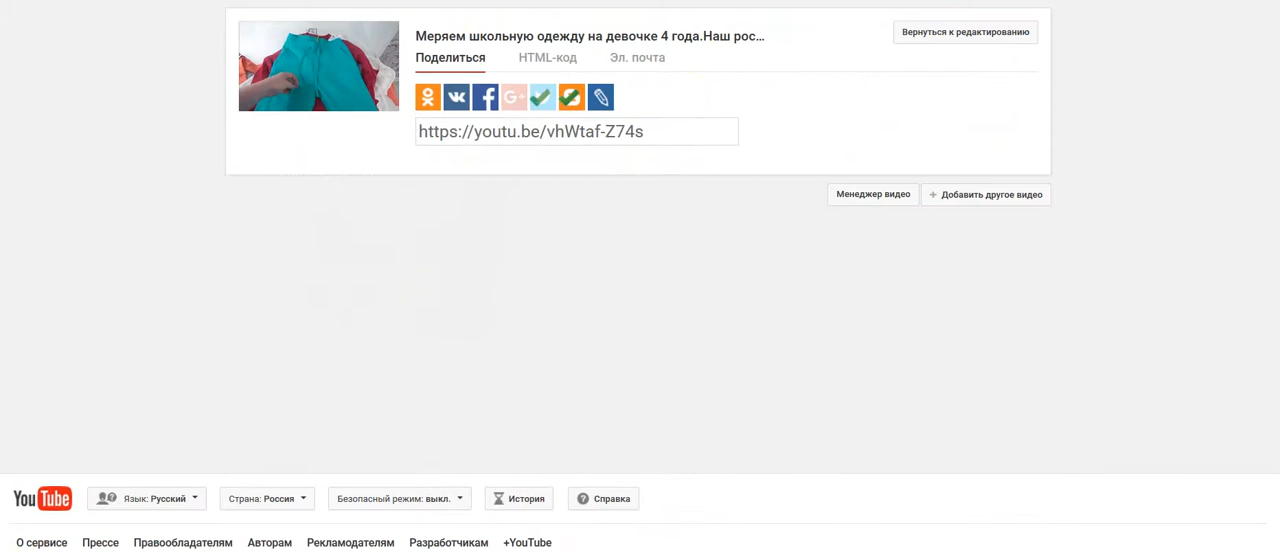 Меряем школьную одежду на девочке 4 года.Наш рос...
Вернуться к редактированию
Поделиться HTML-код Эл. почта
G+
https://youtu.be/vhWtaf-Z74s
Менеджер видео + Добавить другое видео
YouTube Язык: Русский Страна: Россия Безопасный режим: выкл. История Справка
О сервисе Прессе Правообладателям Авторам Рекламодателям Разработчикам +YouTube